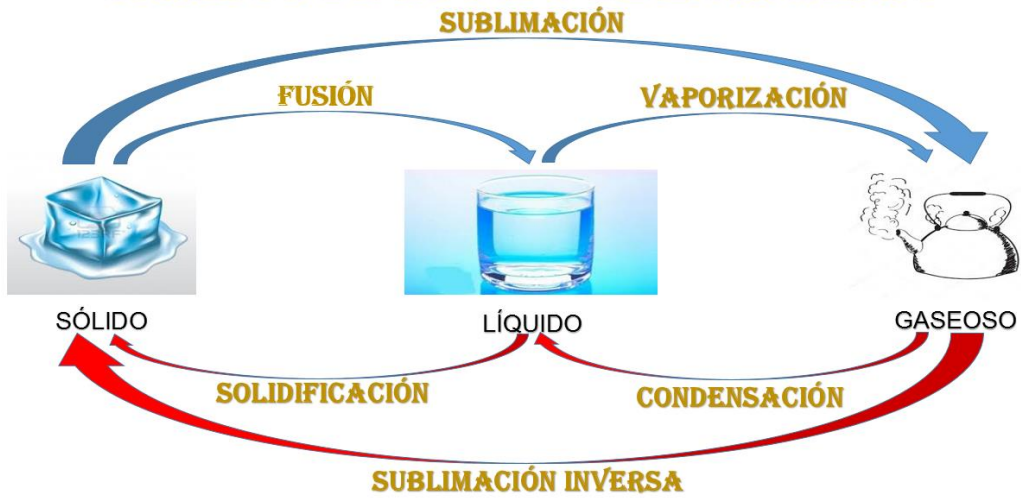 SUBLIMACIÓN
FUSIÓN
VAPORIZACIÓN
SÓLIDO
LÍQUIDO
GASEOSO
SOLIDIFICACIÓN
CONDENSACIÓN
SUBLIMACIÓN INVERSA